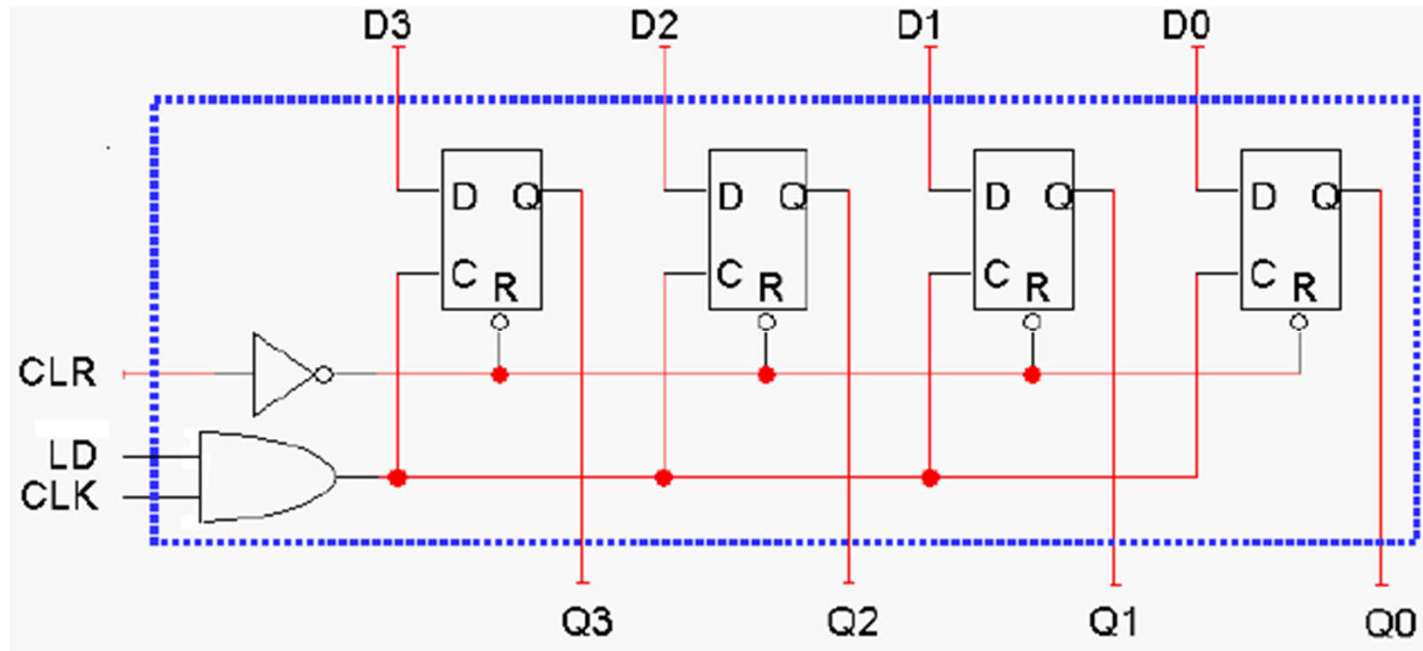 D3 D2 D1 D0
D Q D Q D Q D Q
C R C R C R C R
CLR
LD
CLK
Q3 Q2 Q1 Q0